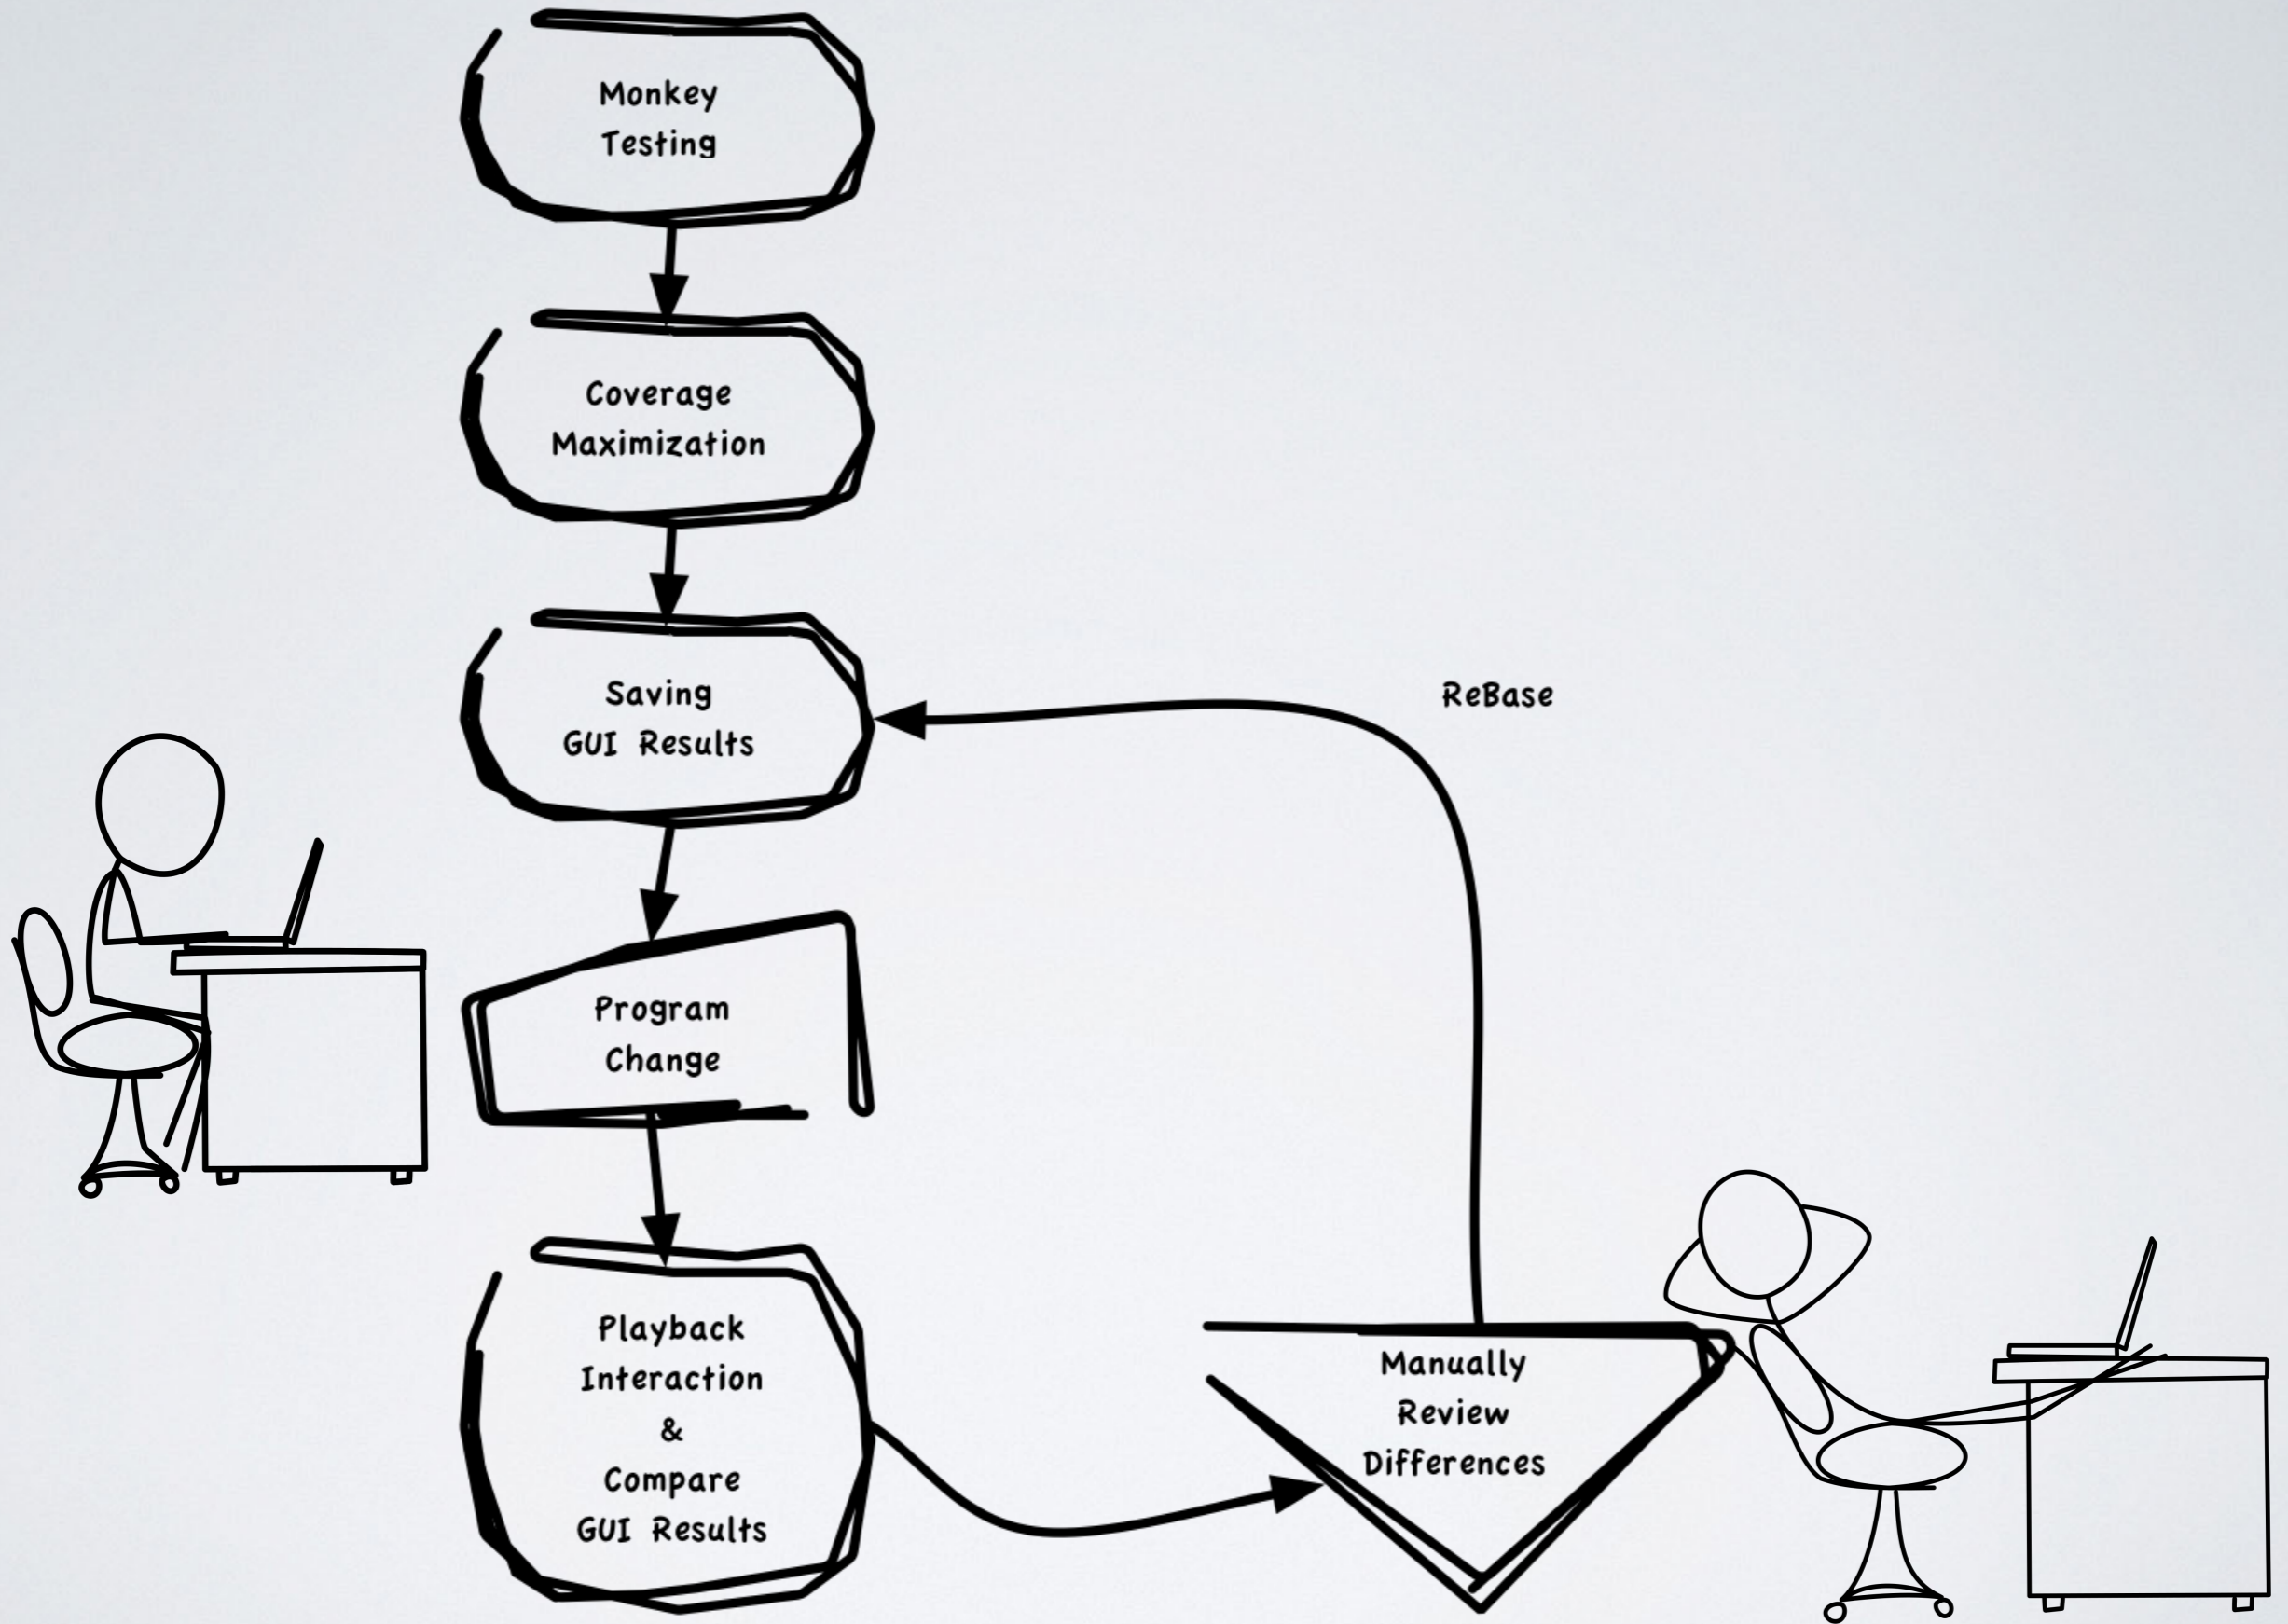 Monkey
Testing
Coverage
Maximization
Saving
GUI Results
ReBase
Program
Change
Playback
Interaction
&
Compare
GUI Results
Manually
Review
Differences